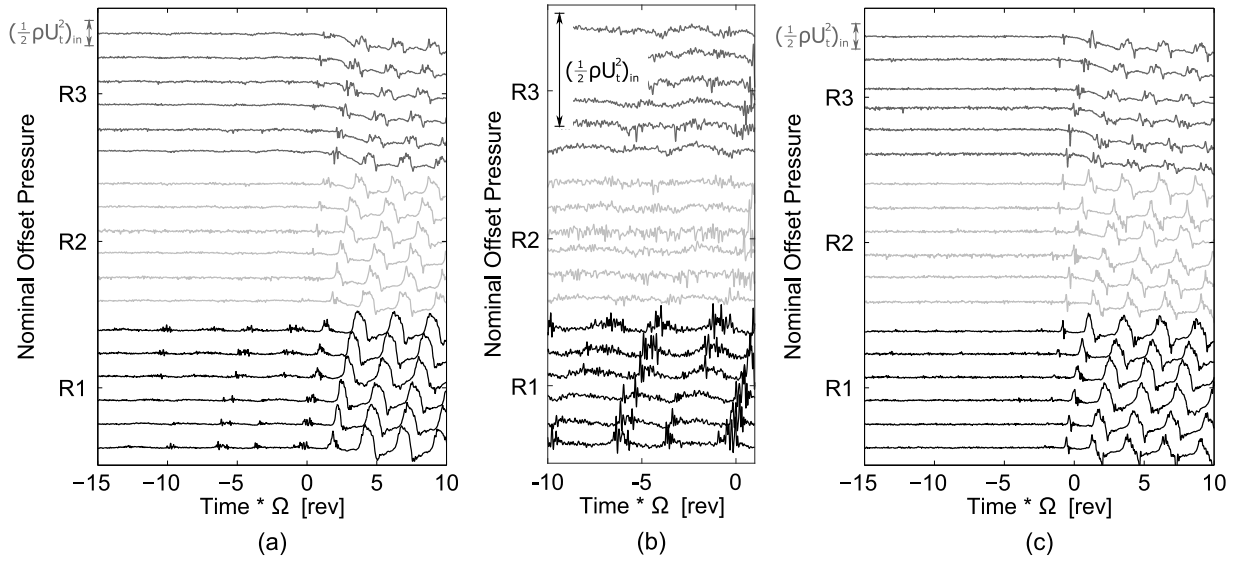 (½ρU²ₜ)ᵢₙ
Nominal Offset Pressure
R3
R2
R1
−15 −10 −5 0 5 10
Time * Ω [rev]
(a)
(½ρU²ₜ)ᵢₙ
Nominal Offset Pressure
R3
R2
R1
-10 -5 0
Time * Ω [rev]
(b)
(½ρU²ₜ)ᵢₙ
Nominal Offset Pressure
R3
R2
R1
−15 −10 −5 0 5 10
Time * Ω [rev]
(c)